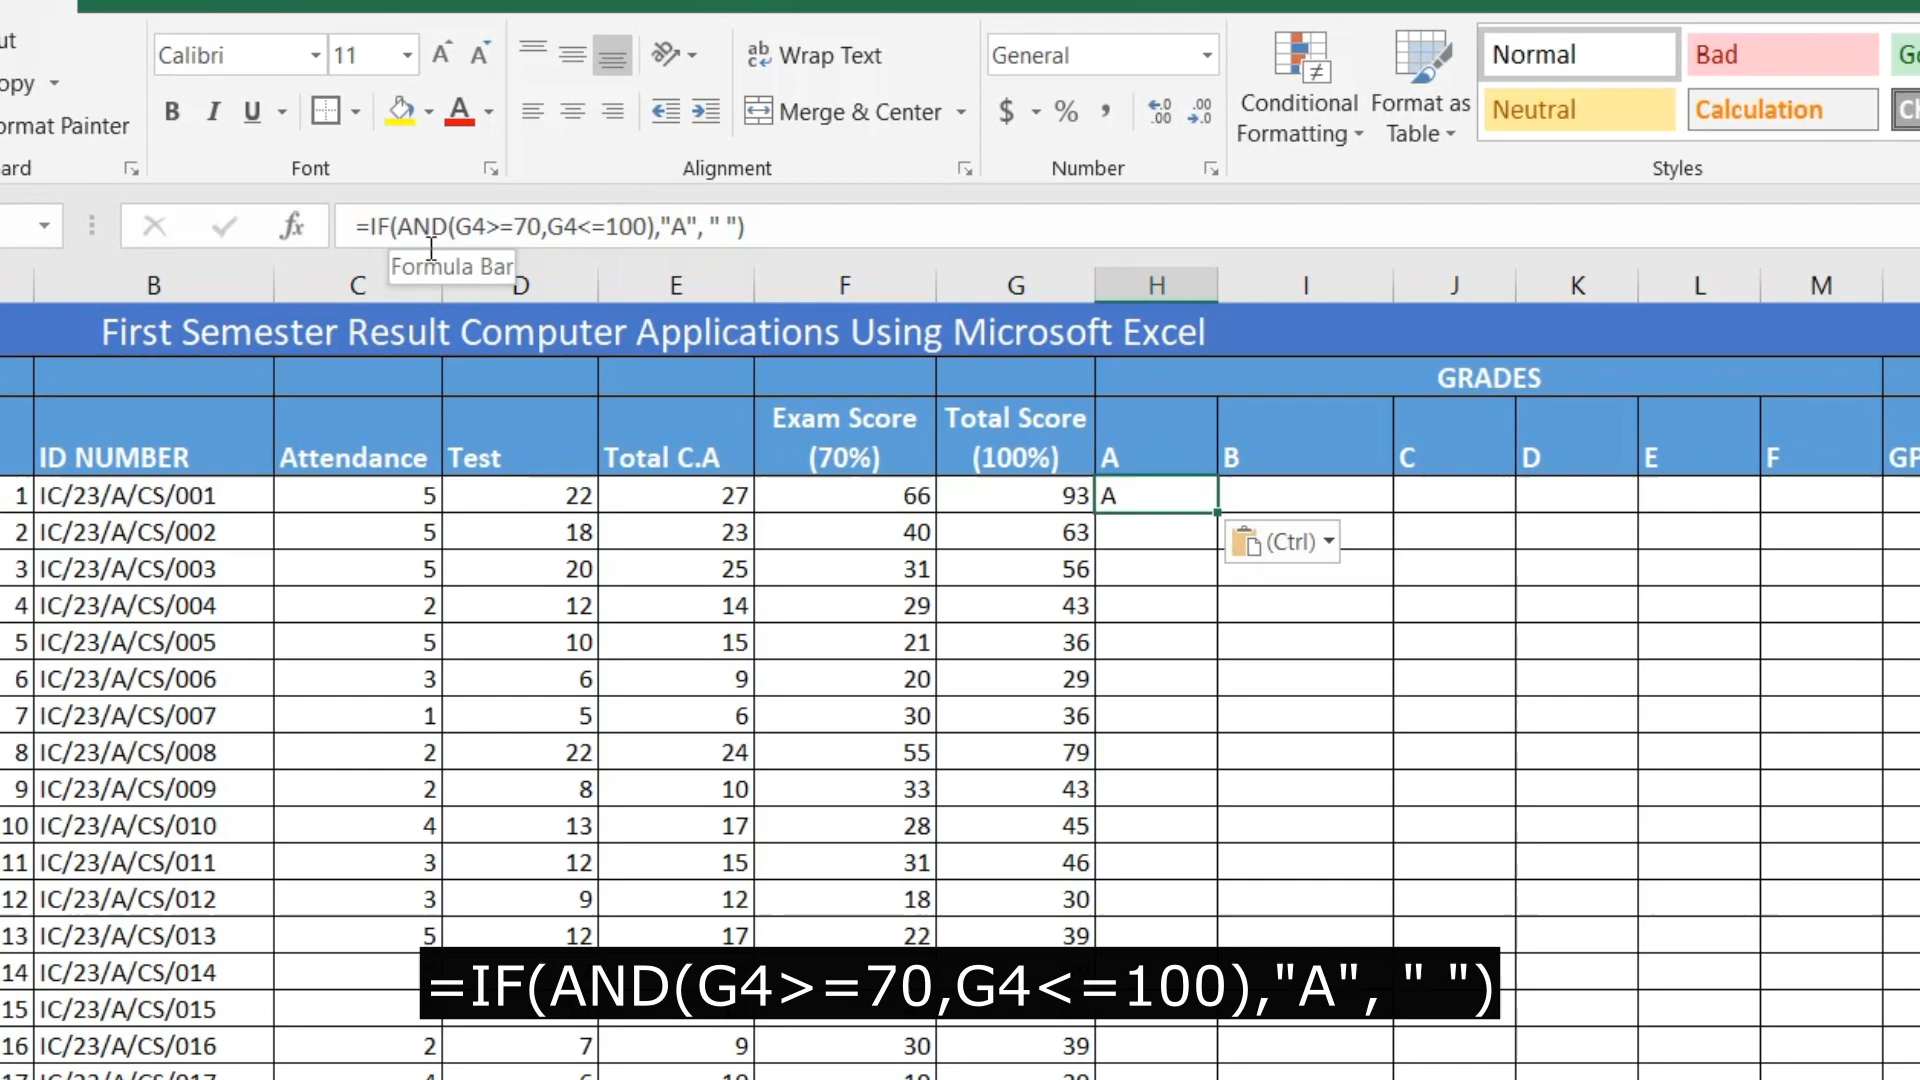 ut
Calibri 11 A A Wrap Text General Normal Bad
opy
B I U A Merge & Center $ % , Conditional Formatting Format as Table Neutral Calculation
ormat Painter
ard Font Alignment Number Styles
fx =IF(AND(G4>=70,G4<=100),"A", " ")
Formula Bar
B C D E F G H I J K L M
First Semester Result Computer Applications Using Microsoft Excel
GRADES
ID NUMBER Attendance Test Total C.A Exam Score (70%) Total Score (100%) A B C D E F GP
1 IC/23/A/CS/001 5 22 27 66 93 A
2 IC/23/A/CS/002 5 18 23 40 63
(Ctrl)
3 IC/23/A/CS/003 5 20 25 31 56
4 IC/23/A/CS/004 2 12 14 29 43
5 IC/23/A/CS/005 5 10 15 21 36
6 IC/23/A/CS/006 3 6 9 20 29
7 IC/23/A/CS/007 1 5 6 30 36
8 IC/23/A/CS/008 2 22 24 55 79
9 IC/23/A/CS/009 2 8 10 33 43
10 IC/23/A/CS/010 4 13 17 28 45
11 IC/23/A/CS/011 3 12 15 31 46
12 IC/23/A/CS/012 3 9 12 18 30
13 IC/23/A/CS/013 5 12 17 22 39
14 IC/23/A/CS/014
=IF(AND(G4>=70,G4<=100),"A", " ")
15 IC/23/A/CS/015
16 IC/23/A/CS/016 2 7 9 30 39